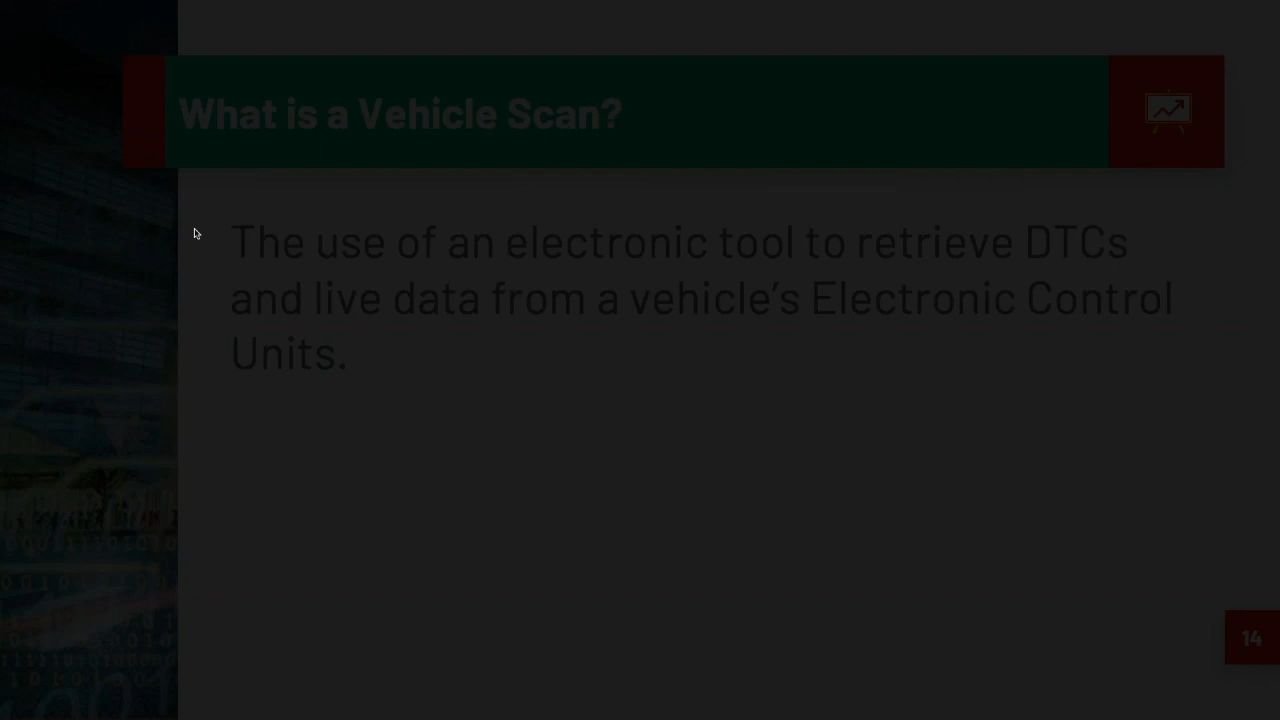 What is a Vehicle Scan?
The use of an electronic tool to retrieve DTCs
and live data from a vehicle’s Electronic Control
Units.
14